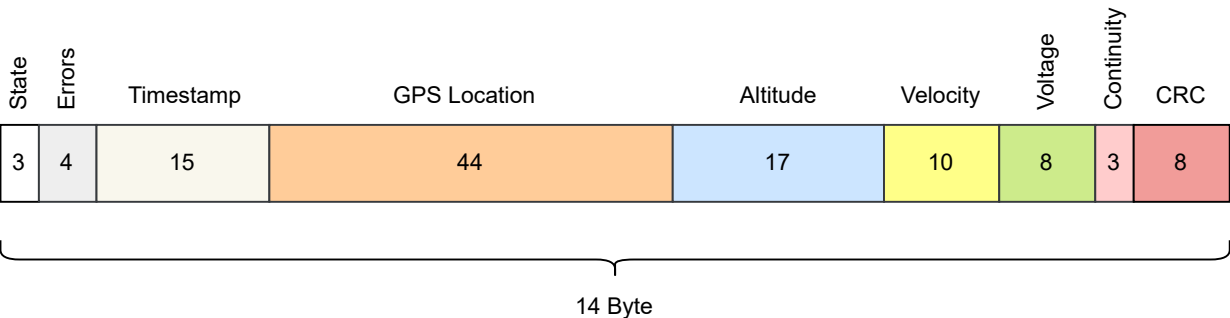 State Errors Timestamp GPS Location Altitude Velocity Voltage Continuity CRC
3 4 15 44 17 10 8 3 8
14 Byte